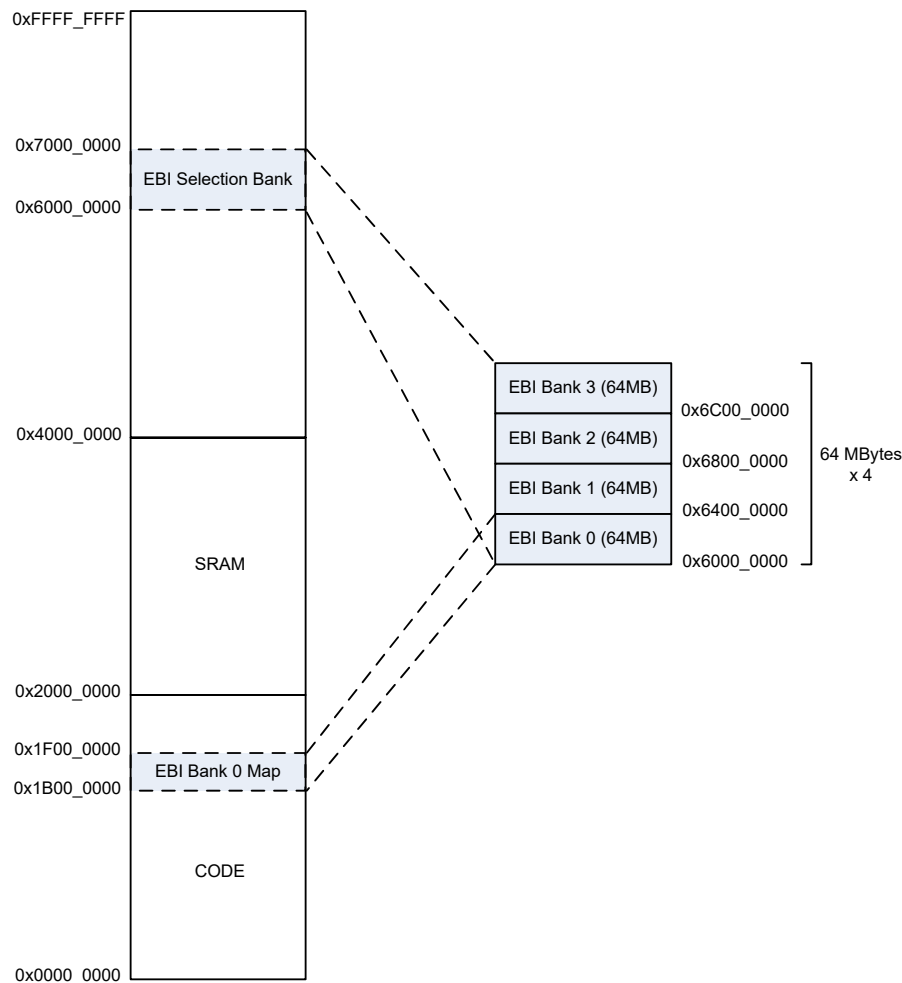 0xFFFF_FFFF
0x7000_0000
EBI Selection Bank
0x6000_0000
EBI Bank 3 (64MB)
0x6C00_0000
0x4000_0000
EBI Bank 2 (64MB)
64 MBytes
x 4
0x6800_0000
EBI Bank 1 (64MB)
0x6400_0000
EBI Bank 0 (64MB)
0x6000_0000
SRAM
0x2000_0000
0x1F00_0000
EBI Bank 0 Map
0x1B00_0000
CODE
0x0000_0000